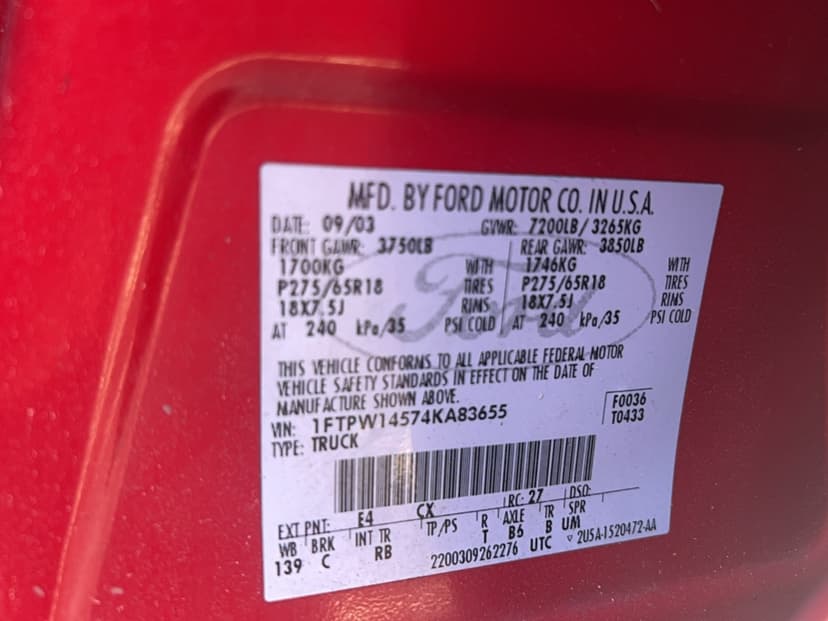 MFD. BY FORD MOTOR CO. IN U.S.A.
DATE: 09/03 GVWR: 7200LB/ 3265KG
FRONT GAWR: 3750LB REAR GAWR: 3850LB
1700KG WITH 1746KG WITH
P275/65R18 TIRES P275/65R18 TIRES
18X7.5J RIMS 18X7.5J RIMS
AT 240 kPa/35 PSI COLD AT 240 kPa/35 PSI COLD
Ford
THIS VEHICLE CONFORMS TO ALL APPLICABLE FEDERAL MOTOR
VEHICLE SAFETY STANDARDS IN EFFECT ON THE DATE OF
MANUFACTURE SHOWN ABOVE.
VIN: 1FTPW14574KA83655
F0036
T0433
TYPE: TRUCK
EXT PNT: E4 CX RC: 27 DSO:
WB BRK INT TR TP/PS R AXLE TR SPR
139 C RB T B6 B UM
2200309262276 UTC ▽ 2U5A-1520472-AA